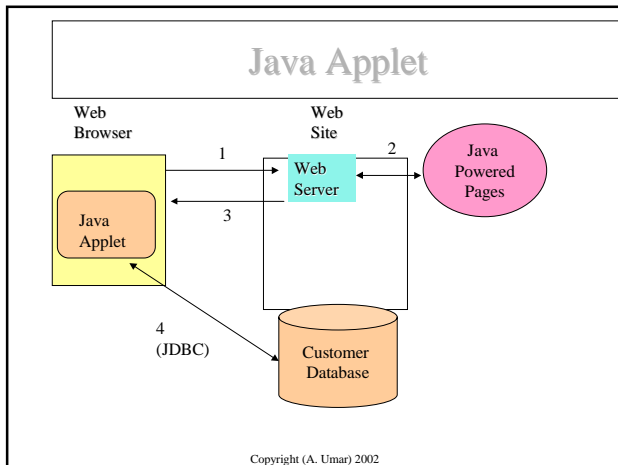 Java Applet
Web
Browser
Web
Site
1
2
3
Web
Server
Java
Powered
Pages
Java
Applet
4
(JDBC)
Customer
Database
Copyright (A. Umar) 2002